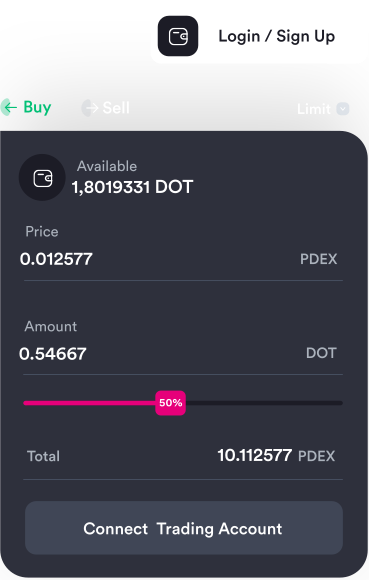 Login / Sign Up
Buy Sell Limit
Available
1,8019331 DOT
Price
0.012577 PDEX
Amount
0.54667 DOT
50%
Total 10.112577 PDEX
Connect Trading Account